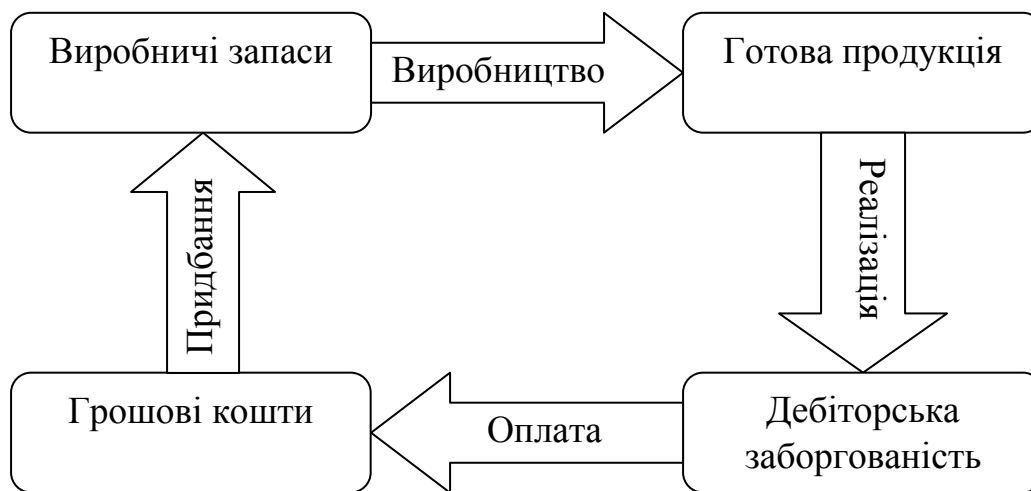 Виробничі запаси
Виробництво
Готова продукція
Придбання
Реалізація
Грошові кошти
Оплата
Дебіторська
заборгованість